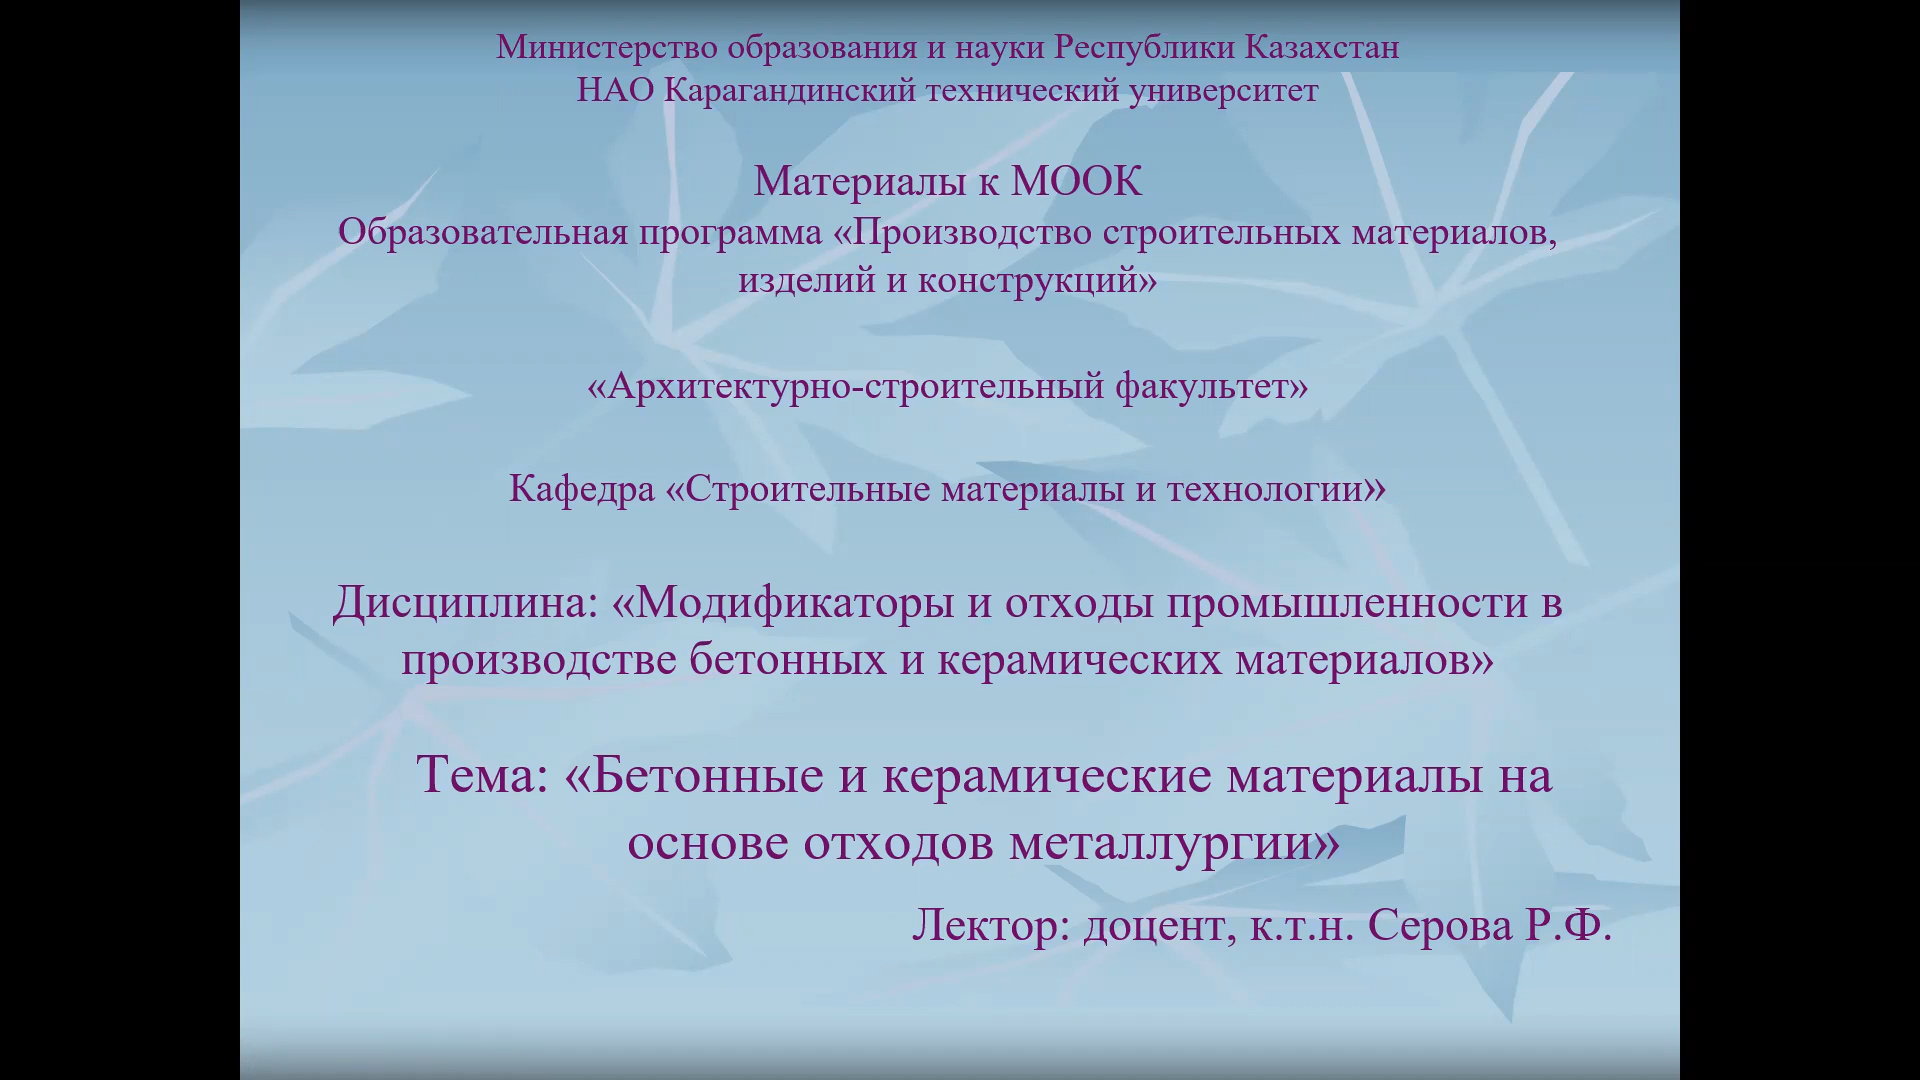 Министерство образования и науки Республики Казахстан
НАО Карагандинский технический университет
Материалы к МООК
Образовательная программа «Производство строительных материалов,
изделий и конструкций»
«Архитектурно-строительный факультет»
Кафедра «Строительные материалы и технологии»
Дисциплина: «Модификаторы и отходы промышленности в
производстве бетонных и керамических материалов»
Тема: «Бетонные и керамические материалы на
основе отходов металлургии»
Лектор: доцент, к.т.н. Серова Р.Ф.